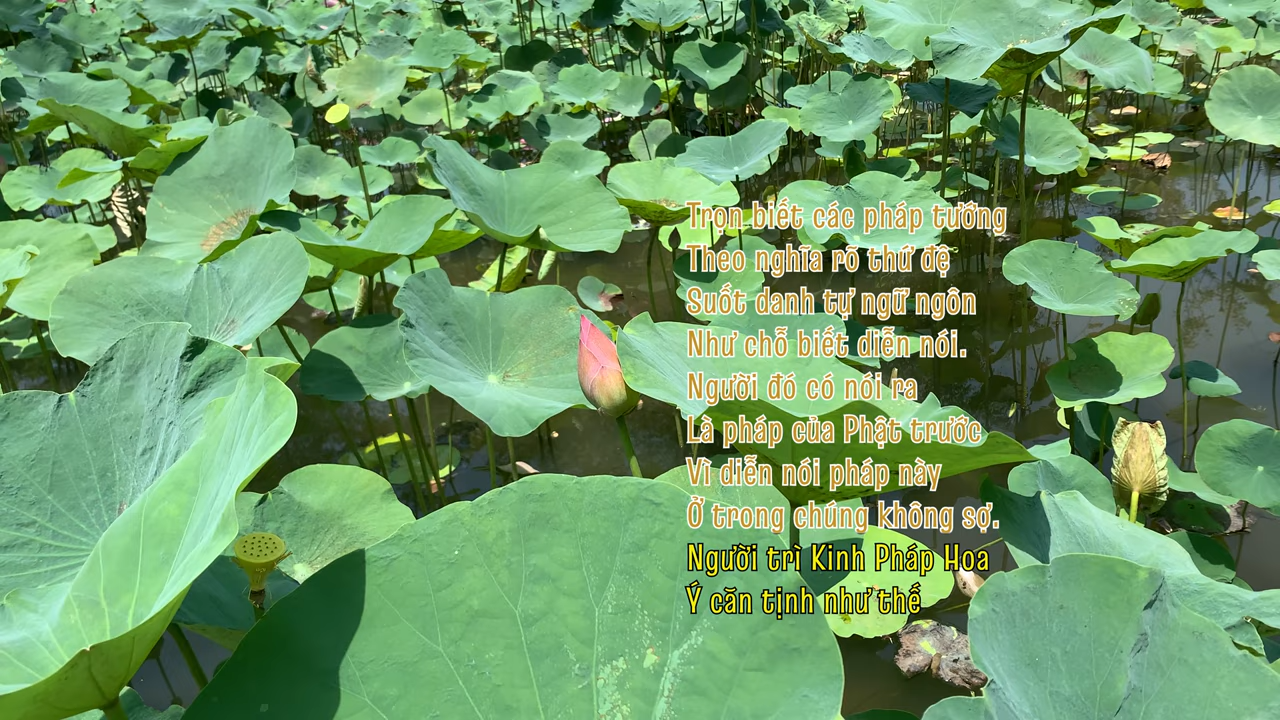 Trọn biết các pháp tướng
Theo nghĩa rõ thứ đệ
Suốt danh tự ngữ ngôn
Như chỗ biết diễn nói.
Người đó có nói ra
Là pháp của Phật trước
Vì diễn nói pháp này
Ở trong chúng không sợ.
Người trì Kinh Pháp Hoa
Ý căn tịnh như thế